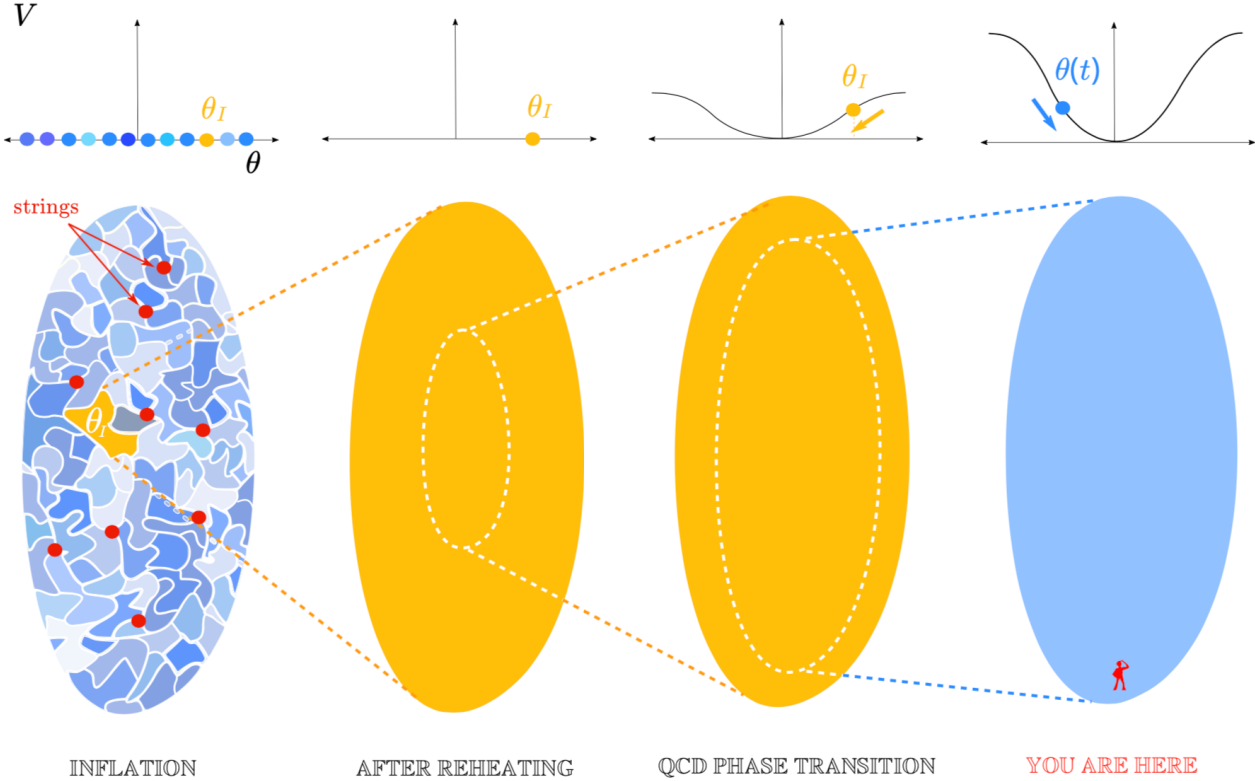 V
θ_I
θ
θ_I
θ_I
θ(t)
strings
θ_I
INFLATION
AFTER REHEATING
QCD PHASE TRANSITION
YOU ARE HERE